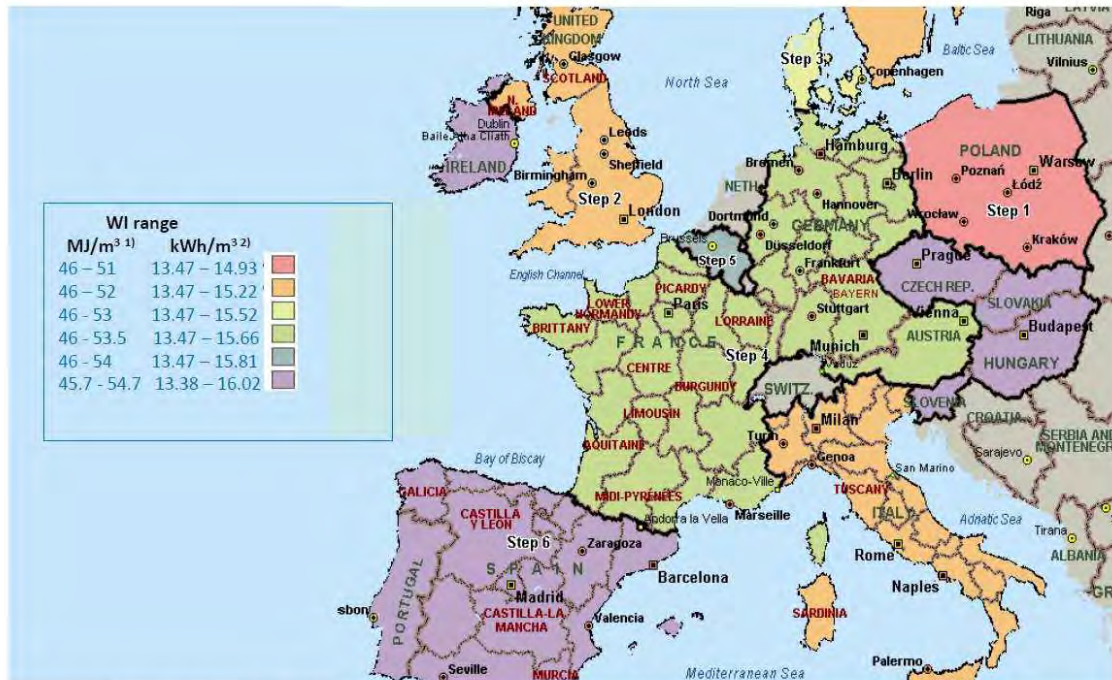 UNITED
KINGDOM
Glasgow
SCOTLAND
N.
IRELAND
Dublin
Baile Atha Cliath
IRELAND
Leeds
Sheffield
Birmingham
Step 2
London
English Channel
North Sea
Step 3
Copenhagen
Baltic Sea
Riga
LATVIA
LITHUANIA
Vilnius
POLAND
Warsaw
Poznań
Łódź
Step 1
Wrocław
Kraków
Hamburg
Bremen
Berlin
NETH
Hannover
Dortmund
GERMANY
Düsseldorf
Brussels
Step 5
Frankfurt
BAVARIA
BAYERN
Stuttgart
Munich
Prague
CZECH REP.
SLOVAKIA
Vienna
AUSTRIA
Budapest
HUNGARY
WI range
MJ/m³ ¹⁾ kWh/m³ ²⁾
46 – 51 13.47 – 14.93
46 – 52 13.47 – 15.22
46 – 53 13.47 – 15.52
46 – 53.5 13.47 – 15.66
46 – 54 13.47 – 15.81
45.7 - 54.7 13.38 – 16.02
PICARDY
LOWER
NORMANDY
Paris
BRITTANY
LORRAINE
FRANCE
Step 4
CENTRE
BURGUNDY
LIMOUSIN
AQUITAINE
MIDI-PYRÉNÉES
Vaduz
SWITZ.
SLOVENIA
CROATIA
SERBIA AND
MONTENEGR
Sarajevo
Milan
Turin
Genoa
San Marino
Monaco-Ville
Marseille
Andorra la Vella
TUSCANY
ITALY
Adriatic Sea
Tirana
ALBANIA
GR
Rome
Naples
SARDINIA
Palermo
Mediterranean Sea
Bay of Biscay
GALICIA
CASTILLA
Y LEON
Step 6
Zaragoza
SPAIN
Barcelona
Madrid
PORTUGAL
sbon
CASTILLA-LA
MANCHA
Valencia
Seville
MURCIA